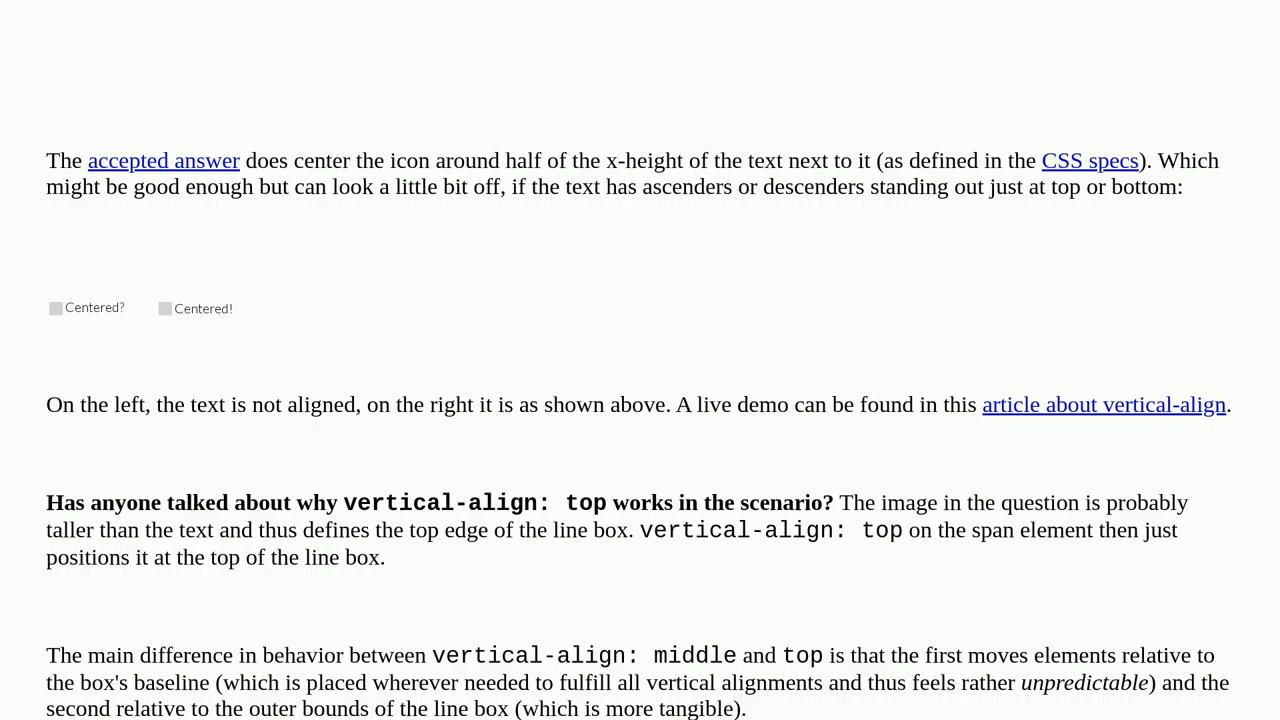 The accepted answer does center the icon around half of the x-height of the text next to it (as defined in the CSS specs). Which
might be good enough but can look a little bit off, if the text has ascenders or descenders standing out just at top or bottom:
Centered? Centered!
On the left, the text is not aligned, on the right it is as shown above. A live demo can be found in this article about vertical-align.
Has anyone talked about why vertical-align: top works in the scenario? The image in the question is probably
taller than the text and thus defines the top edge of the line box. vertical-align: top on the span element then just
positions it at the top of the line box.
The main difference in behavior between vertical-align: middle and top is that the first moves elements relative to
the box's baseline (which is placed wherever needed to fulfill all vertical alignments and thus feels rather unpredictable) and the
second relative to the outer bounds of the line box (which is more tangible).